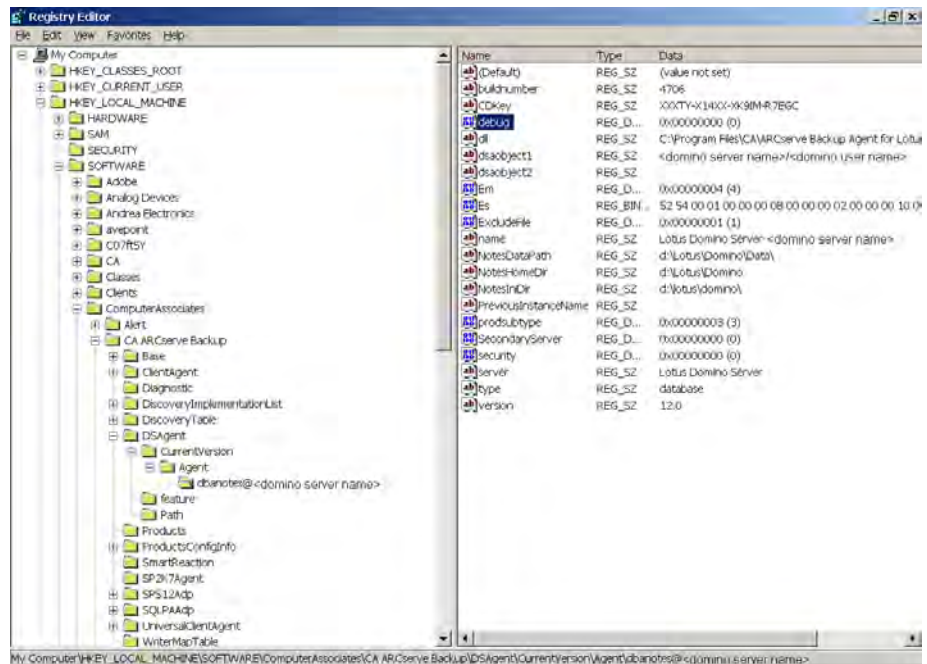 Registry Editor
File Edit View Favorites Help
My Computer
HKEY_CLASSES_ROOT
HKEY_CURRENT_USER
HKEY_LOCAL_MACHINE
HARDWARE
SAM
SECURITY
SOFTWARE
Adobe
Analog Devices
Andrea Electronics
avepoint
C07ft5Y
CA
Classes
Clients
ComputerAssociates
Alert
CA ARCserve Backup
Base
ClientAgent
Diagnostic
DiscoveryImplementationList
DiscoveryTable
DSAgent
CurrentVersion
Agent
dbanotes@<domino server name>
feature
Path
Products
ProductsConfigInfo
SmartReaction
SP2K7Agent
SPS12Adp
SQLPAAdp
UniversalClientAgent
WriterMapTable
Name Type Data
(Default) REG_SZ (value not set)
buildnumber REG_SZ 4706
CDKey REG_SZ XXXTY-X14XX-XK9IM-R7EGC
debug REG_D... 0x00000000 (0)
dll REG_SZ C:\Program Files\CA\ARCserve Backup Agent for Lotus
dsaobject1 REG_SZ <domino server name>/<domino user name>
dsaobject2 REG_SZ
Em REG_D... 0x00000004 (4)
Es REG_BIN... 52 54 00 01 00 00 00 08 00 00 00 02 00 00 00 10 00
ExcludeFile REG_D... 0x00000001 (1)
name REG_SZ Lotus Domino Server <domino server name>
NotesDataPath REG_SZ d:\Lotus\Domino\Data\
NotesHomeDir REG_SZ d:\Lotus\Domino
NotesIniDir REG_SZ d:\lotus\domino\
PreviousInstanceName REG_SZ
prodsubtype REG_D... 0x00000003 (3)
SecondaryServer REG_D... 0x00000000 (0)
security REG_D... 0x00000000 (0)
server REG_SZ Lotus Domino Server
type REG_SZ database
version REG_SZ 12.0
My Computer\HKEY_LOCAL_MACHINE\SOFTWARE\ComputerAssociates\CA ARCserve Backup\DSAgent\CurrentVersion\Agent\dbanotes@<domino server name>